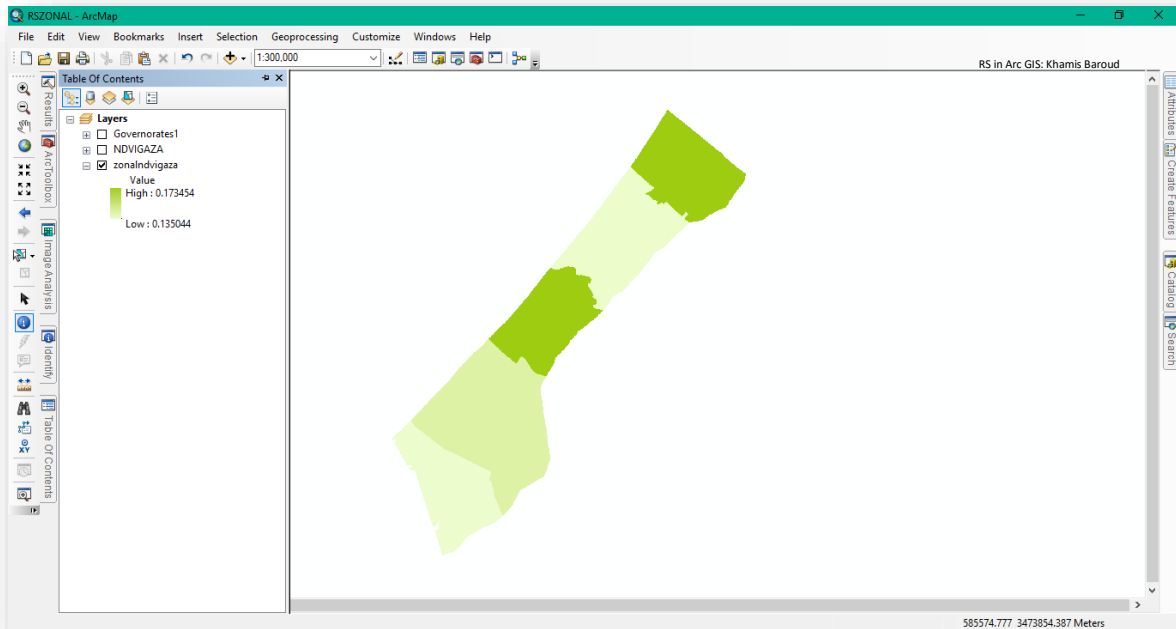 RSZONAL - ArcMap
File Edit View Bookmarks Insert Selection Geoprocessing Customize Windows Help
1:300,000
RS in Arc GIS: Khamis Baroud
Table Of Contents
Layers
Governorates1
NDVIGAZA
zonalndvigaza
Value
High : 0.173454
Low : 0.135044
Results
ArcToolbox
Image Analysis
Identify
Table Of Contents
XY
Attributes
Create Features
Catalog
Search
585574.777 3473854.387 Meters